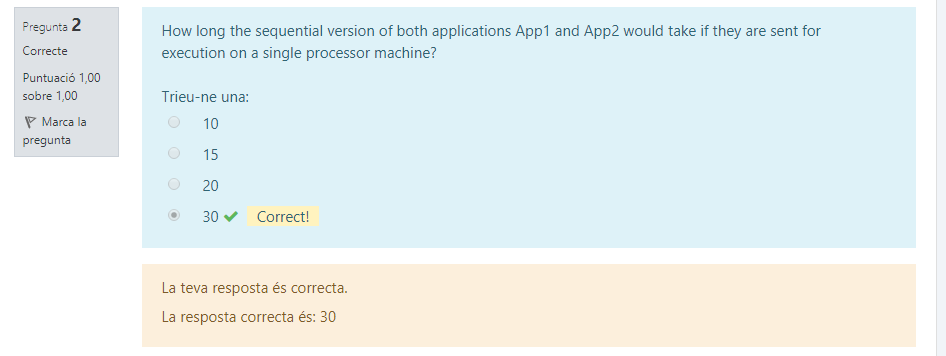 Pregunta 2
Correcte
Puntuació 1,00
sobre 1,00
Marca la
pregunta
How long the sequential version of both applications App1 and App2 would take if they are sent for
execution on a single processor machine?
Trieu-ne una:
10
15
20
30 Correct!
La teva resposta és correcta.
La resposta correcta és: 30